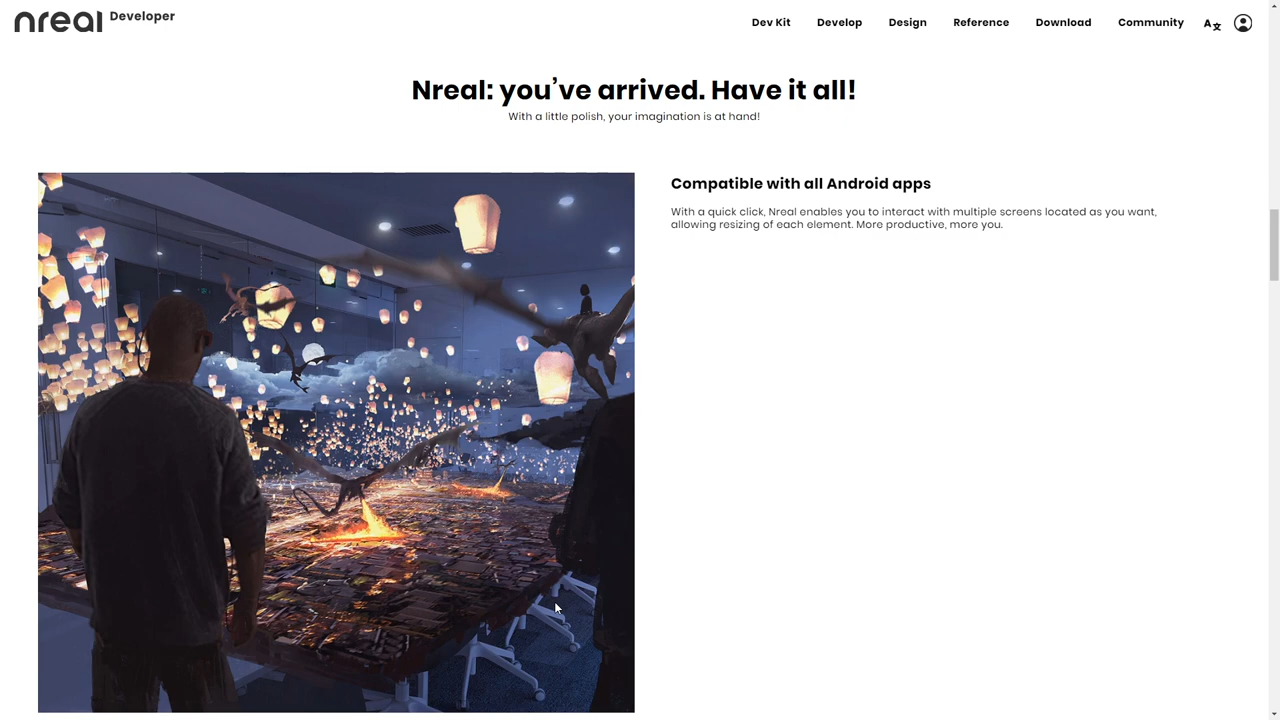 nreal Developer
Dev Kit Develop Design Reference Download Community
Nreal: you’ve arrived. Have it all!
With a little polish, your imagination is at hand!
Compatible with all Android apps
With a quick click, Nreal enables you to interact with multiple screens located as you want,
allowing resizing of each element. More productive, more you.